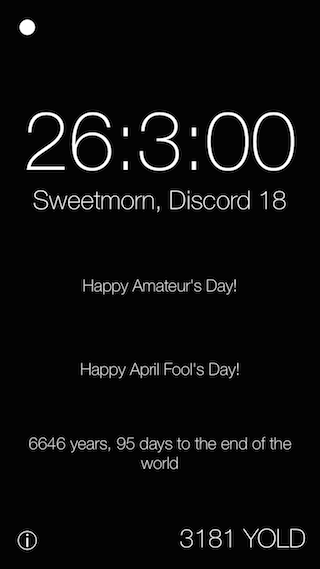 26:3:00
Sweetmorn, Discord 18
Happy Amateur's Day!
Happy April Fool's Day!
6646 years, 95 days to the end of the
world
3181 YOLD